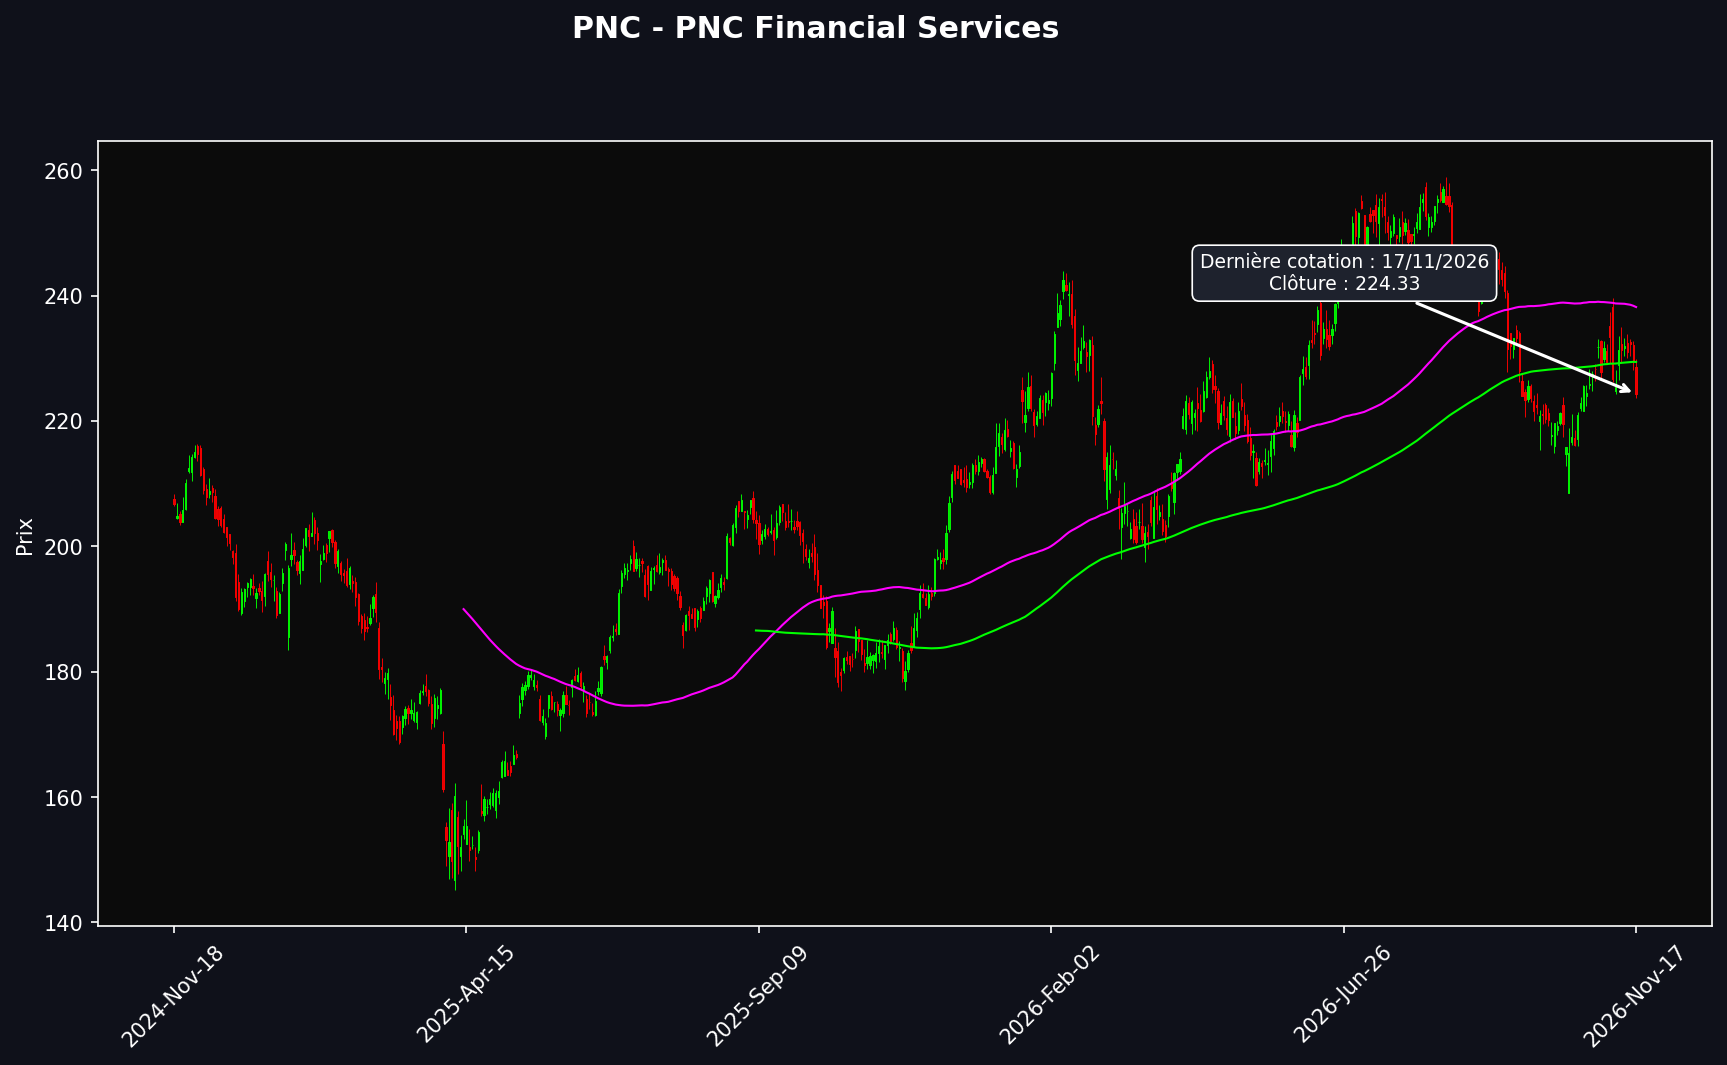 PNC - PNC Financial Services
Prix
260
240
220
200
180
160
140
Dernière cotation : 17/11/2026
Clôture : 224.33
2024-Nov-18
2025-Apr-15
2025-Sep-09
2026-Feb-02
2026-Jun-26
2026-Nov-17